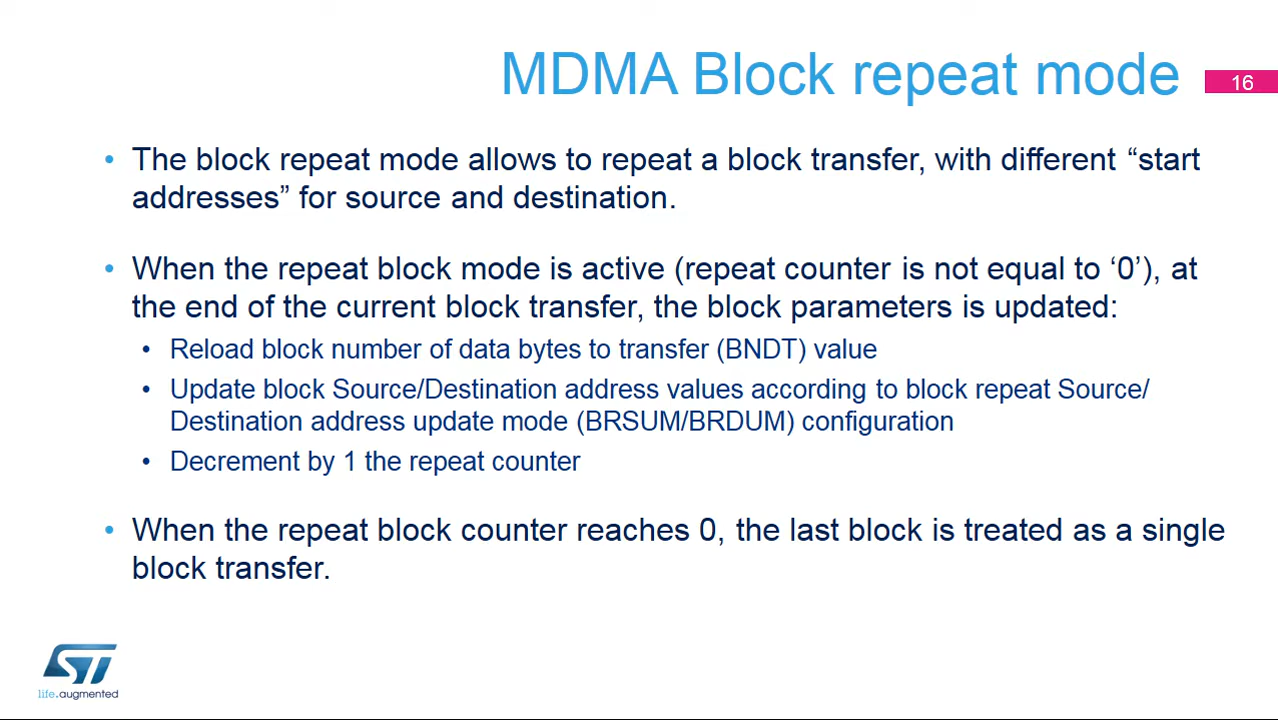 MDMA Block repeat mode
16
• The block repeat mode allows to repeat a block transfer, with different “start
addresses” for source and destination.
• When the repeat block mode is active (repeat counter is not equal to ‘0’), at
the end of the current block transfer, the block parameters is updated:
• Reload block number of data bytes to transfer (BNDT) value
• Update block Source/Destination address values according to block repeat Source/
Destination address update mode (BRSUM/BRDUM) configuration
• Decrement by 1 the repeat counter
• When the repeat block counter reaches 0, the last block is treated as a single
block transfer.
ST
life.augmented